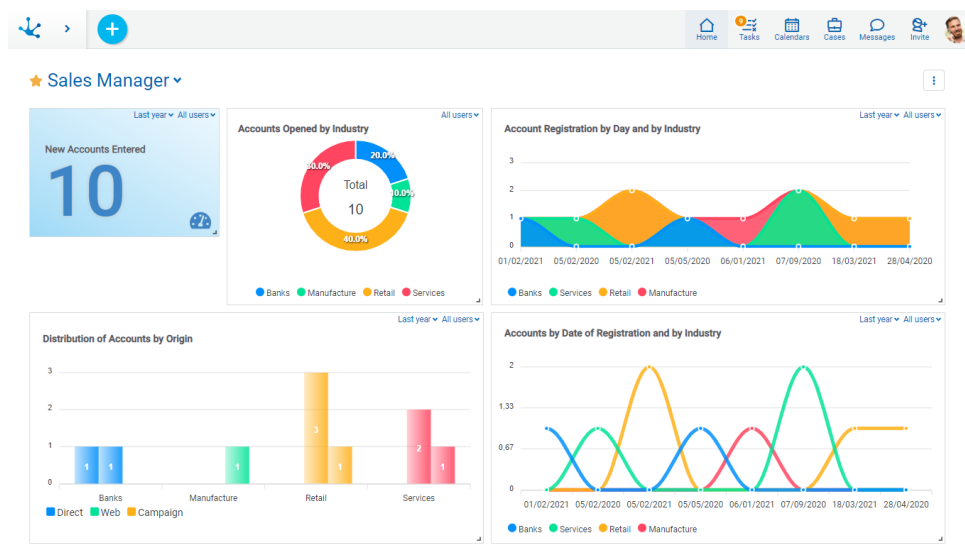 9
Home Tasks Calendars Cases Messages Invite
Sales Manager
Last year All users
New Accounts Entered
10
All users
Accounts Opened by Industry
20.0%
10.0%
40.0%
30.0%
Total
10
Banks Manufacture Retail Services
Last year All users
Account Registration by Day and by Industry
3
2
1
0
01/02/2021 05/02/2020 05/02/2021 05/05/2020 06/01/2021 07/09/2020 18/03/2021 28/04/2020
Banks Services Retail Manufacture
Last year All users
Distribution of Accounts by Origin
3
2
1
0
1 1 1 3 1 2 1
Banks Manufacture Retail Services
Direct Web Campaign
Last year All users
Accounts by Date of Registration and by Industry
2
1,33
0,67
0
01/02/2021 05/02/2020 05/02/2021 05/05/2020 06/01/2021 07/09/2020 18/03/2021 28/04/2020
Banks Services Retail Manufacture